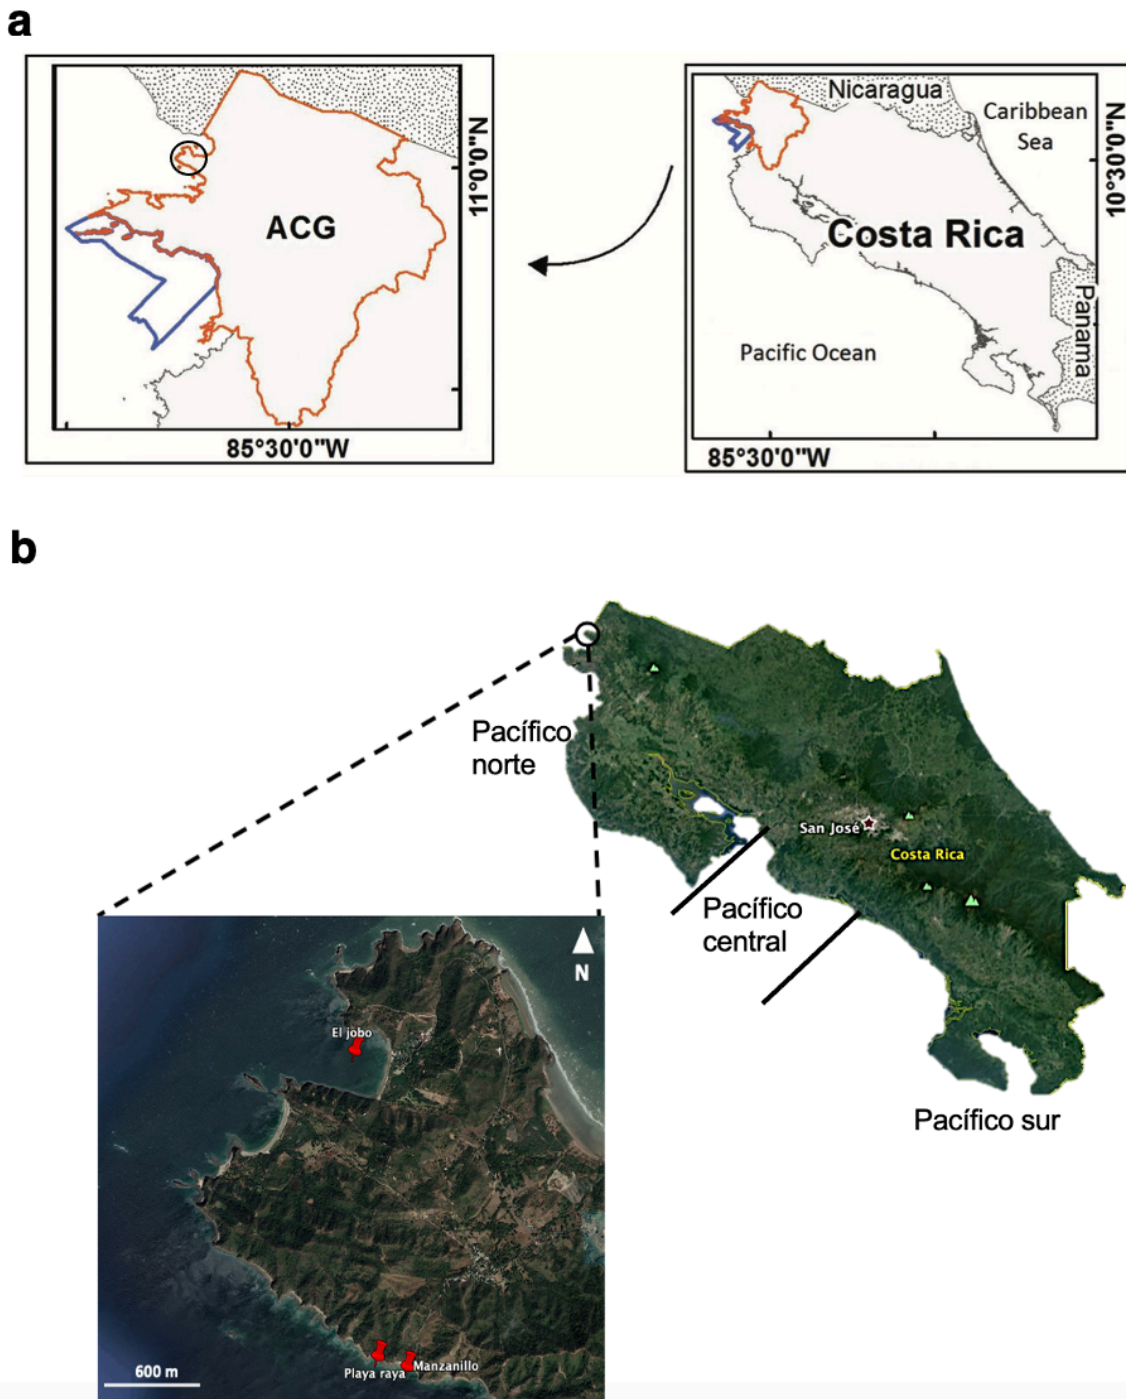 a
ACG
11°0'0"N
85°30'0"W
Nicaragua
Caribbean
Sea
10°30'0"N
Costa Rica
Panama
Pacific Ocean
85°30'0"W
b
Pacífico
norte
San José
Costa Rica
Pacífico
central
Pacífico sur
N
El jobo
Playa raya
Manzanillo
600 m